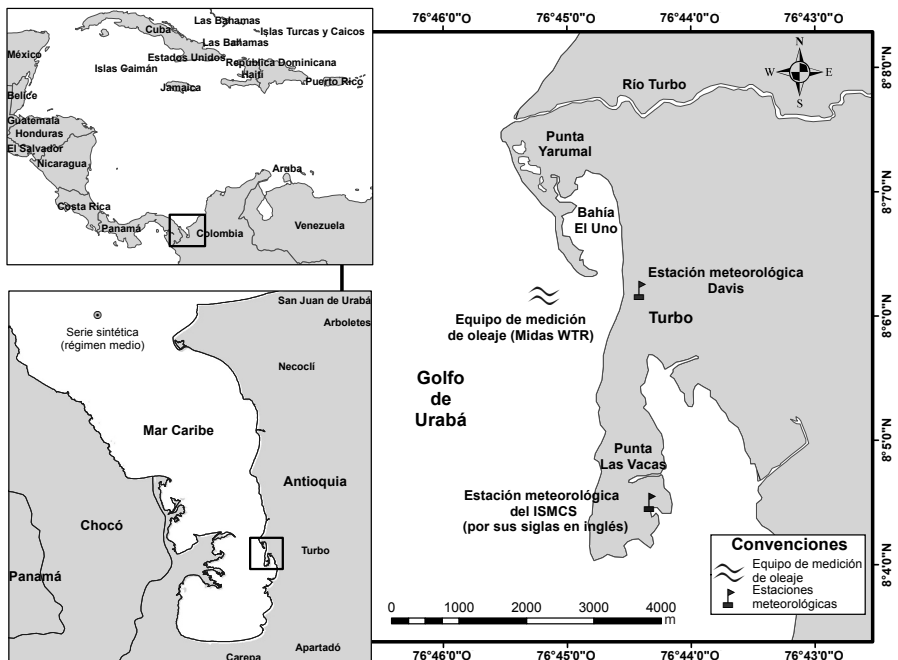 Las Bahamas
Cuba
Islas Turcas y Caicos
Las Bahamas
México
Estados Unidos
República Dominicana
Islas Gaimán
Haití
Puerto Rico
Jamaica
Belice
Guatemala
Honduras
El Salvador
Nicaragua
Aruba
Costa Rica
Panamá
Colombia
Venezuela
San Juan de Urabá
Arboletes
Serie sintética
(régimen medio)
Necoclí
Mar Caribe
Antioquia
Chocó
Turbo
Panamá
Apartadó
Carepa
76°46'0"O
76°45'0"O
76°44'0"O
76°43'0"O
N
W
E
S
8°8'0"N
8°7'0"N
8°6'0"N
8°5'0"N
8°4'0"N
Río Turbo
Punta
Yarumal
Bahía
El Uno
Estación meteorológica
Davis
Equipo de medición
de oleaje (Midas WTR)
Turbo
Golfo
de
Urabá
Punta
Las Vacas
Estación meteorológica
del ISMCS
(por sus siglas en inglés)
Convenciones
Equipo de medición
de oleaje
Estaciones
meteorológicas
0
1000
2000
3000
4000
m
76°46'0"O
76°45'0"O
76°44'0"O
76°43'0"O